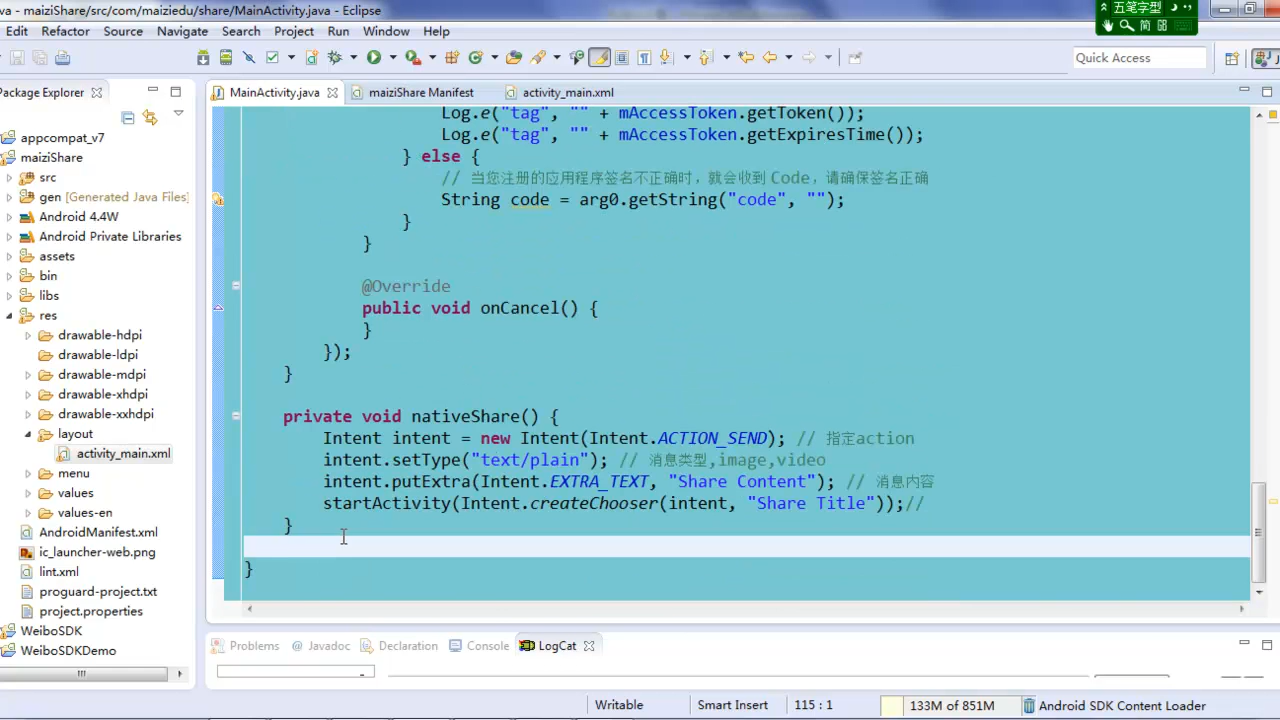 va - maiziShare/src/com/maiziedu/share/MainActivity.java - Eclipse
五笔字型
简
Edit Refactor Source Navigate Search Project Run Window Help
Quick Access
Package Explorer
MainActivity.java maiziShare Manifest activity_main.xml
appcompat_v7
maiziShare
src
gen [Generated Java Files]
Android 4.4W
Android Private Libraries
assets
bin
libs
res
drawable-hdpi
drawable-ldpi
drawable-mdpi
drawable-xhdpi
drawable-xxhdpi
layout
activity_main.xml
menu
values
values-en
AndroidManifest.xml
ic_launcher-web.png
lint.xml
proguard-project.txt
project.properties
WeiboSDK
WeiboSDKDemo
Log.e("tag", "" + mAccessToken.getToken());
Log.e("tag", "" + mAccessToken.getExpiresTime());
} else {
// 当您注册的应用程序签名不正确时，就会收到 Code，请确保签名正确
String code = arg0.getString("code", "");
}
}
@Override
public void onCancel() {
}
});
}
private void nativeShare() {
Intent intent = new Intent(Intent.ACTION_SEND); // 指定action
intent.setType("text/plain"); // 消息类型,image,video
intent.putExtra(Intent.EXTRA_TEXT, "Share Content"); // 消息内容
startActivity(Intent.createChooser(intent, "Share Title"));//
}
}
Problems @ Javadoc Declaration Console LogCat
Writable Smart Insert 115 : 1 133M of 851M Android SDK Content Loader